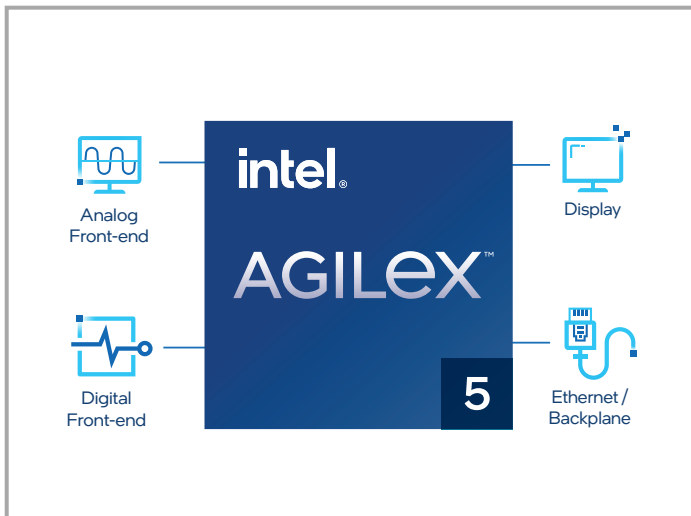 intel®
AGILEX™
5
Analog
Front-end
Digital
Front-end
Display
Ethernet /
Backplane